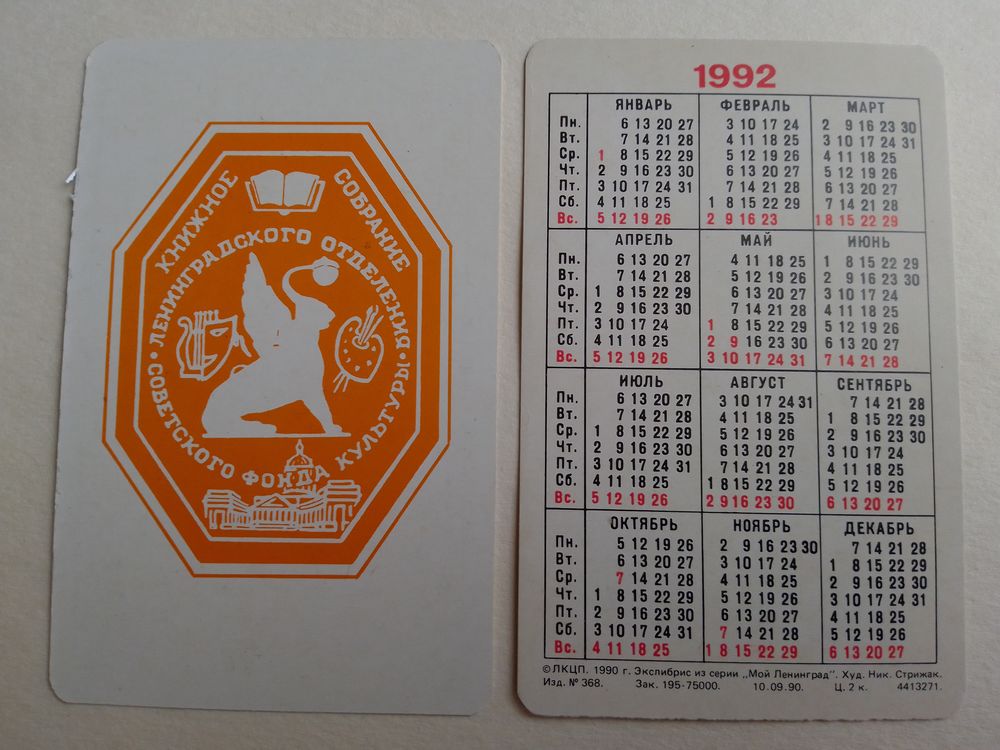 КНИЖНОЕ СОБРАНИЕ
ЛЕНИНГРАДСКОГО ОТДЕЛЕНИЯ
СОВЕТСКОГО ФОНДА КУЛЬТУРЫ
1992
ЯНВАРЬ ФЕВРАЛЬ МАРТ
Пн. 6 13 20 27 3 10 17 24 2 9 16 23 30
Вт. 7 14 21 28 4 11 18 25 3 10 17 24 31
Ср. 1 8 15 22 29 5 12 19 26 4 11 18 25
Чт. 2 9 16 23 30 6 13 20 27 5 12 19 26
Пт. 3 10 17 24 31 7 14 21 28 6 13 20 27
Сб. 4 11 18 25 1 8 15 22 29 7 14 21 28
Вс. 5 12 19 26 2 9 16 23 1 8 15 22 29
АПРЕЛЬ МАЙ ИЮНЬ
Пн. 6 13 20 27 4 11 18 25 1 8 15 22 29
Вт. 7 14 21 28 5 12 19 26 2 9 16 23 30
Ср. 1 8 15 22 29 6 13 20 27 3 10 17 24
Чт. 2 9 16 23 30 7 14 21 28 4 11 18 25
Пт. 3 10 17 24 1 8 15 22 29 5 12 19 26
Сб. 4 11 18 25 2 9 16 23 30 6 13 20 27
Вс. 5 12 19 26 3 10 17 24 31 7 14 21 28
ИЮЛЬ АВГУСТ СЕНТЯБРЬ
Пн. 6 13 20 27 3 10 17 24 31 7 14 21 28
Вт. 7 14 21 28 4 11 18 25 1 8 15 22 29
Ср. 1 8 15 22 29 5 12 19 26 2 9 16 23 30
Чт. 2 9 16 23 30 6 13 20 27 3 10 17 24
Пт. 3 10 17 24 31 7 14 21 28 4 11 18 25
Сб. 4 11 18 25 1 8 15 22 29 5 12 19 26
Вс. 5 12 19 26 2 9 16 23 30 6 13 20 27
ОКТЯБРЬ НОЯБРЬ ДЕКАБРЬ
Пн. 5 12 19 26 2 9 16 23 30 7 14 21 28
Вт. 6 13 20 27 3 10 17 24 1 8 15 22 29
Ср. 7 14 21 28 4 11 18 25 2 9 16 23 30
Чт. 1 8 15 22 29 5 12 19 26 3 10 17 24 31
Пт. 2 9 16 23 30 6 13 20 27 4 11 18 25
Сб. 3 10 17 24 31 7 14 21 28 5 12 19 26
Вс. 4 11 18 25 1 8 15 22 29 6 13 20 27
©ЛКЦП. 1990 г. Экслибрис из серии „Мой Ленинград". Худ. Ник. Стрижак.
Изд. № 368. Зак. 195-75000. 10.09.90. Ц. 2 к. 4413271.